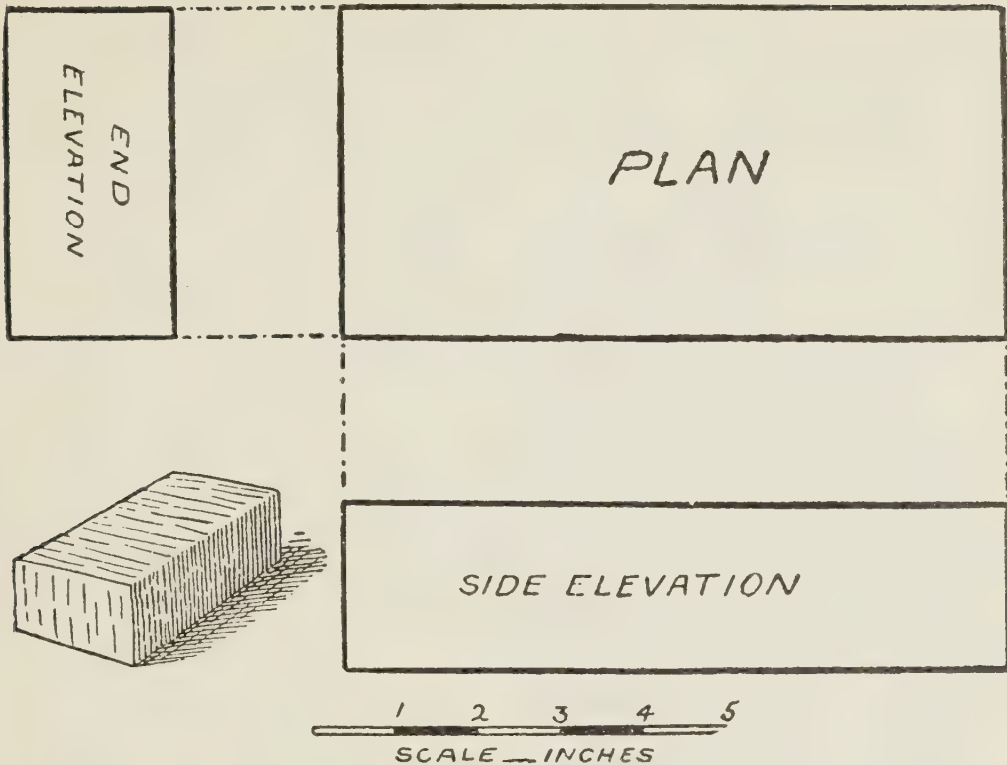 END
ELEVATION
PLAN
SIDE ELEVATION
1 2 3 4 5
SCALE — INCHES